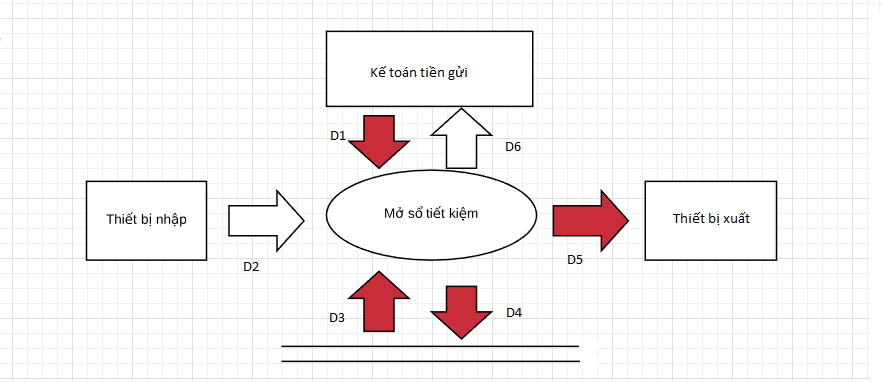 Kế toán tiền gửi
D1
D6
Thiết bị nhập
Mở sổ tiết kiệm
Thiết bị xuất
D2
D5
D3
D4